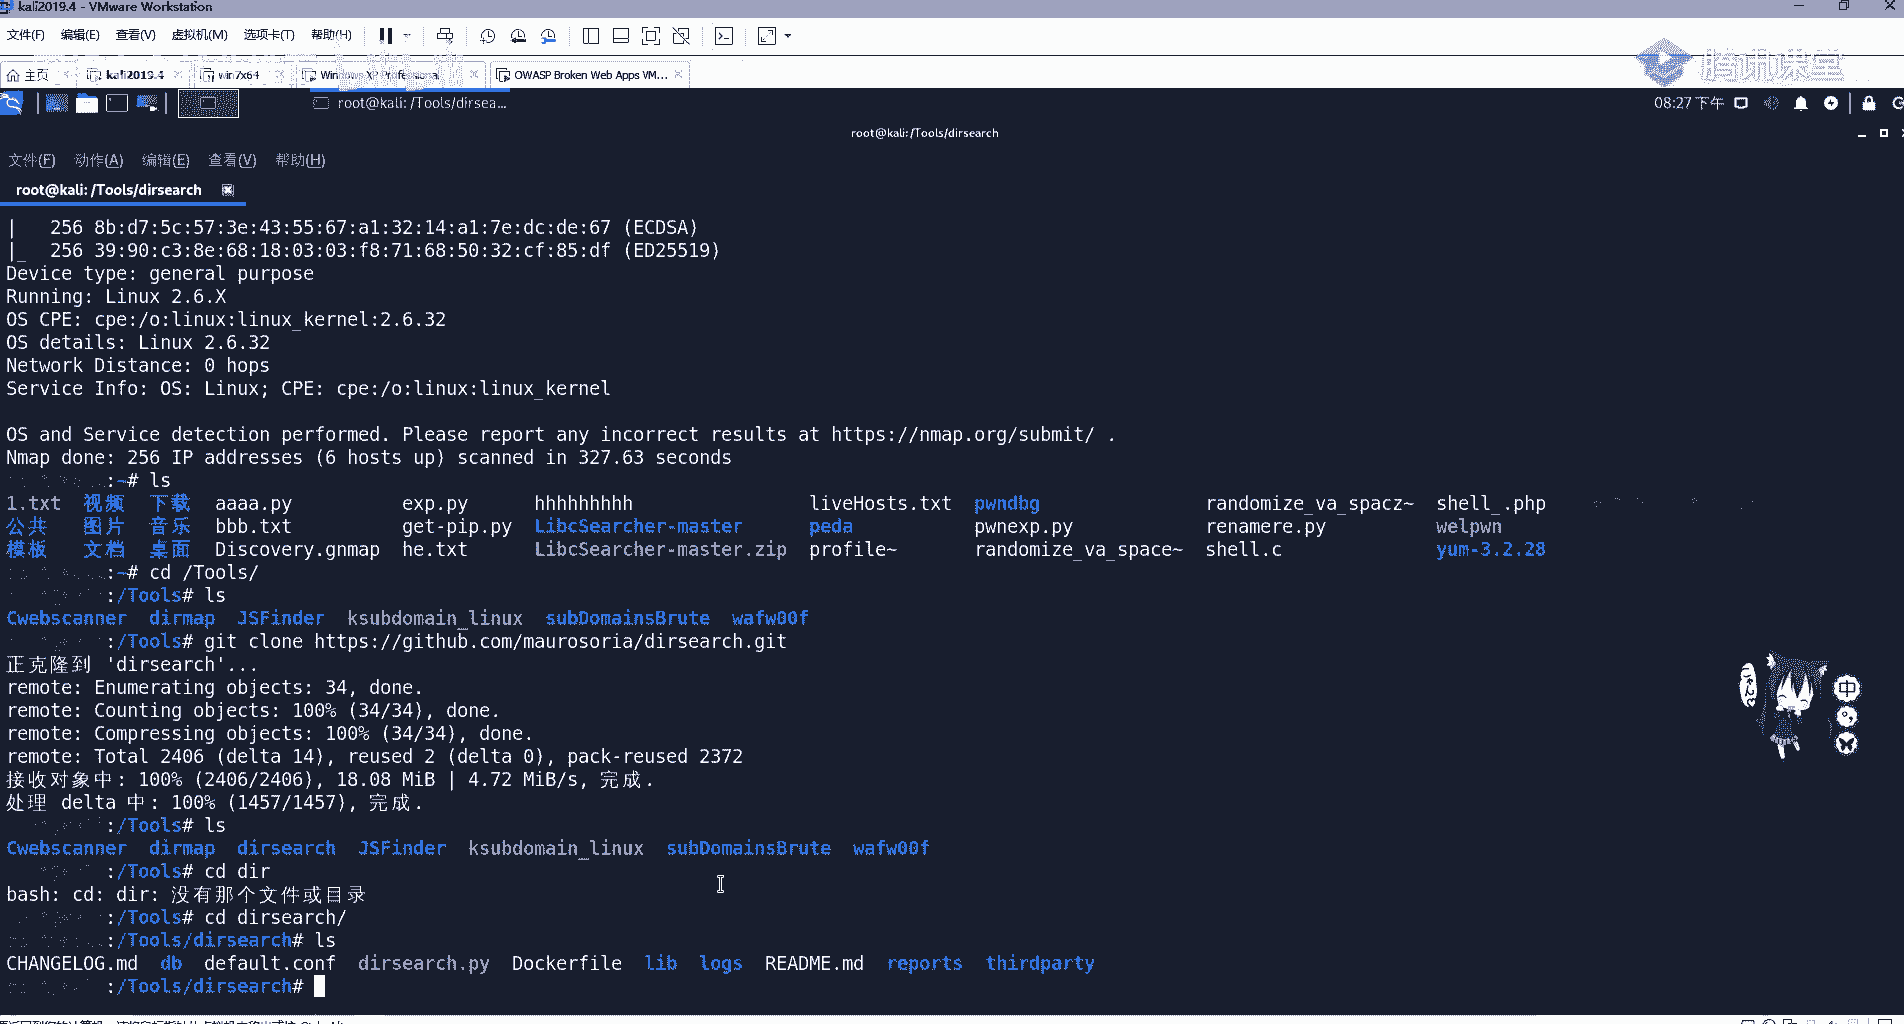 kali2019.4 - VMware Workstation
文件(F) 编辑(E) 查看(V) 虚拟机(M) 选项卡(T) 帮助(H)
主页 kali2019.4 win7x64 Windows XP Professional OWASP Broken Web Apps VM...
腾讯课堂
root@kali: /Tools/dirsea... 08:27 下午
root@kali: /Tools/dirsearch
文件(F) 动作(A) 编辑(E) 查看(V) 帮助(H)
root@kali: /Tools/dirsearch
| 256 8b:d7:5c:57:3e:43:55:67:a1:32:14:a1:7e:dc:de:67 (ECDSA)
|_ 256 39:90:c3:8e:68:18:03:03:f8:71:68:50:32:cf:85:df (ED25519)
Device type: general purpose
Running: Linux 2.6.X
OS CPE: cpe:/o:linux:linux_kernel:2.6.32
OS details: Linux 2.6.32
Network Distance: 0 hops
Service Info: OS: Linux; CPE: cpe:/o:linux:linux_kernel
OS and Service detection performed. Please report any incorrect results at https://nmap.org/submit/ .
Nmap done: 256 IP addresses (6 hosts up) scanned in 327.63 seconds
:~# ls
1.txt 视频 下载 aaaa.py exp.py hhhhhhhhh liveHosts.txt pwndbg randomize_va_spacz~ shell_.php
公共 图片 音乐 bbb.txt get-pip.py LibcSearcher-master peda pwnexp.py renamere.py welpwn
模板 文档 桌面 Discovery.gnmap he.txt LibcSearcher-master.zip profile~ randomize_va_space~ shell.c yum-3.2.28
:~# cd /Tools/
:/Tools# ls
Cwebscanner dirmap JSFinder ksubdomain_linux subDomainsBrute wafw00f
:/Tools# git clone https://github.com/maurosoria/dirsearch.git
正克隆到 'dirsearch'...
remote: Enumerating objects: 34, done.
remote: Counting objects: 100% (34/34), done.
remote: Compressing objects: 100% (34/34), done.
remote: Total 2406 (delta 14), reused 2 (delta 0), pack-reused 2372
接收对象中: 100% (2406/2406), 18.08 MiB | 4.72 MiB/s, 完成.
处理 delta 中: 100% (1457/1457), 完成.
:/Tools# ls
Cwebscanner dirmap dirsearch JSFinder ksubdomain_linux subDomainsBrute wafw00f
:/Tools# cd dir
bash: cd: dir: 没有那个文件或目录
:/Tools# cd dirsearch/
:/Tools/dirsearch# ls
CHANGELOG.md db default.conf dirsearch.py Dockerfile lib logs README.md reports thirdparty
:/Tools/dirsearch#
中